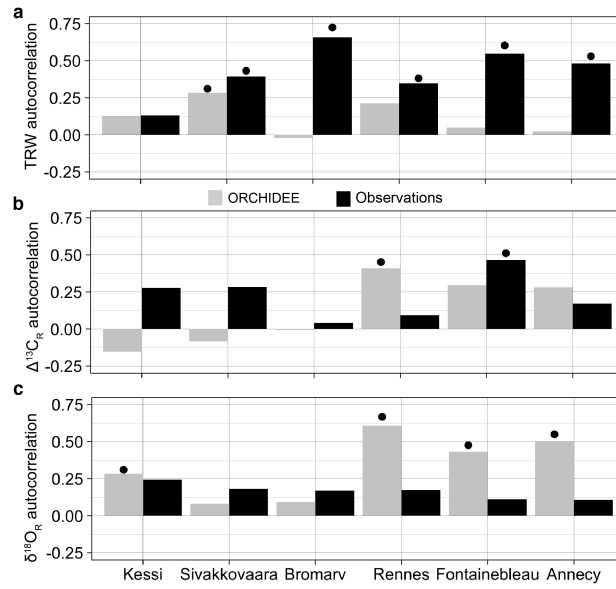 a
TRW autocorrelation
0.75
0.50
0.25
0.00
-0.25
ORCHIDEE Observations
b
Δ¹³C_R autocorrelation
0.75
0.50
0.25
0.00
-0.25
c
δ¹⁸O_R autocorrelation
0.75
0.50
0.25
0.00
-0.25
Kessi Sivakkovaara Bromarv Rennes Fontainebleau Annecy